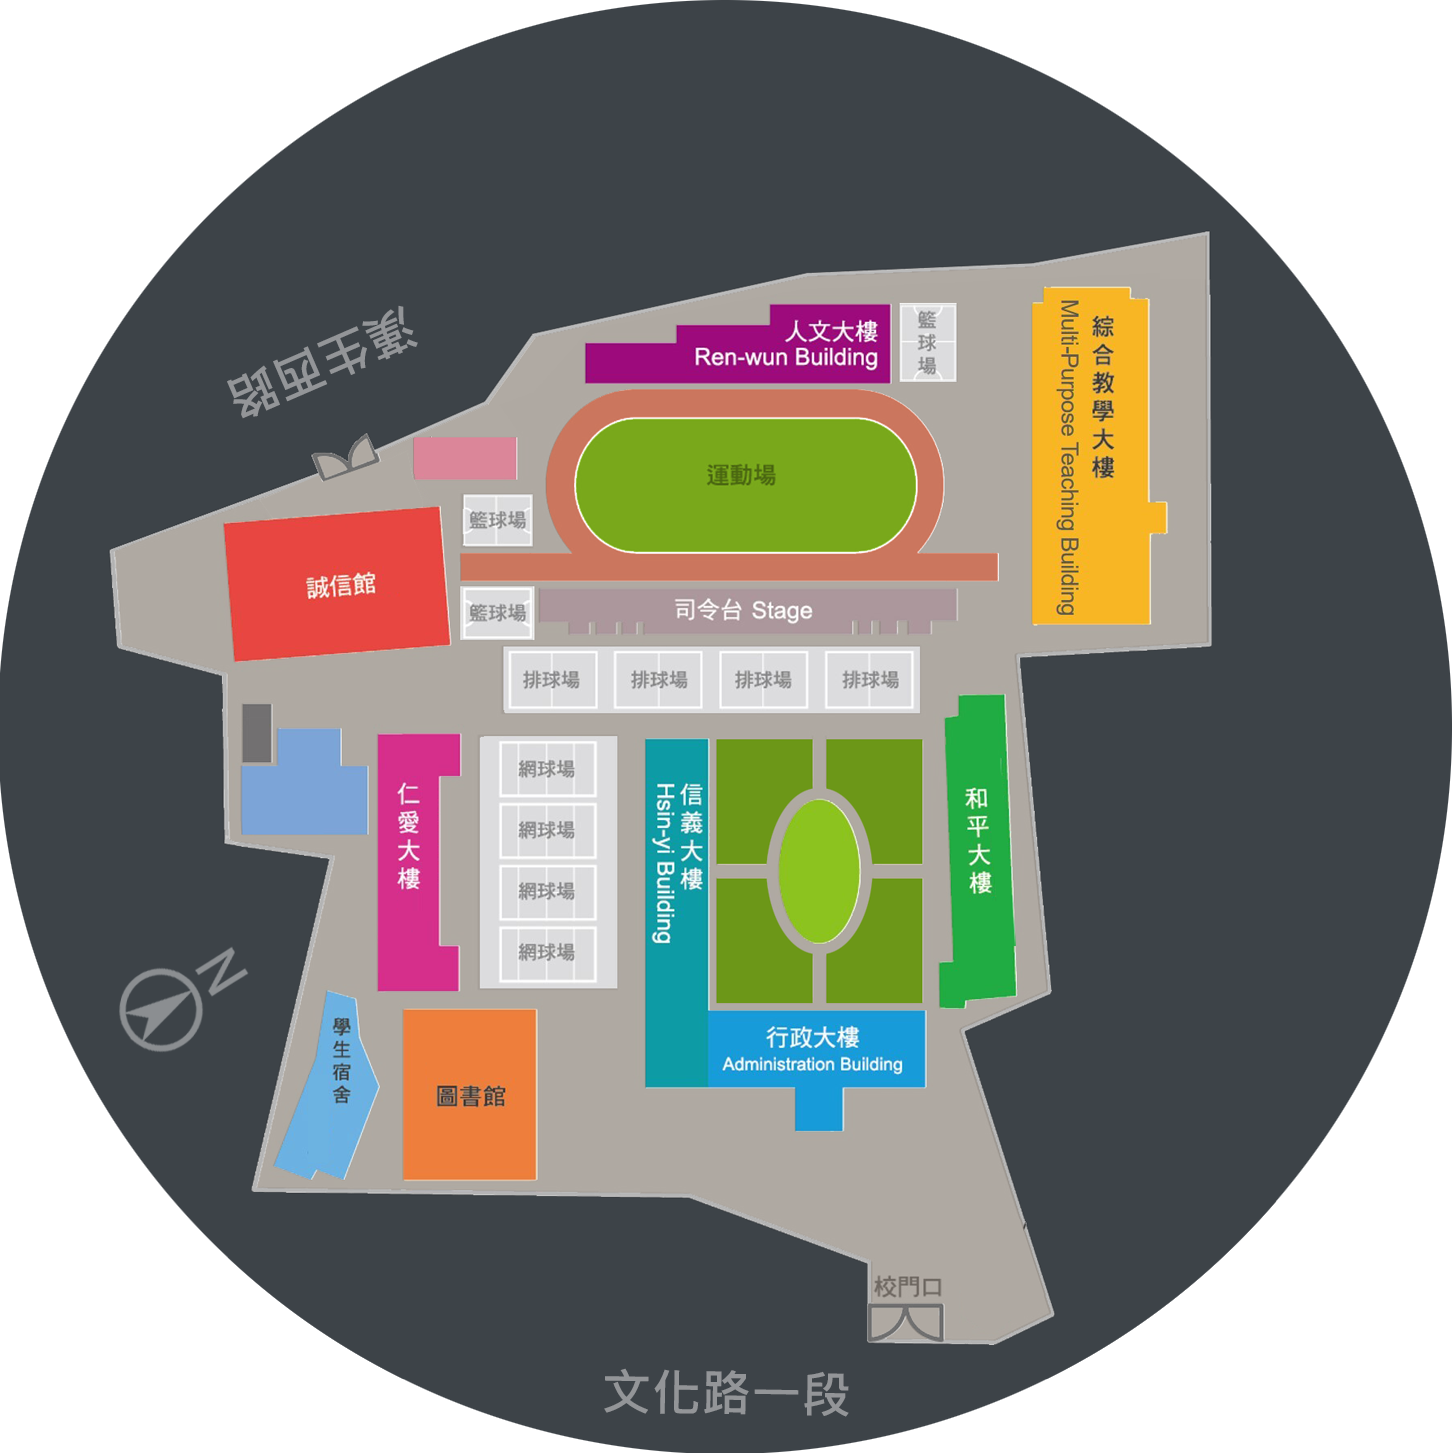 人文大樓
Ren-wun Building
籃球場
綜合教學大樓
Multi-Purpose Teaching Building
漢生西路
運動場
籃球場
誠信館
籃球場
司令台 Stage
排球場
排球場
排球場
排球場
仁愛大樓
網球場
網球場
網球場
網球場
信義大樓
Hsin-yi Building
和平大樓
N
學生宿舍
圖書館
行政大樓
Administration Building
校門口
文化路一段